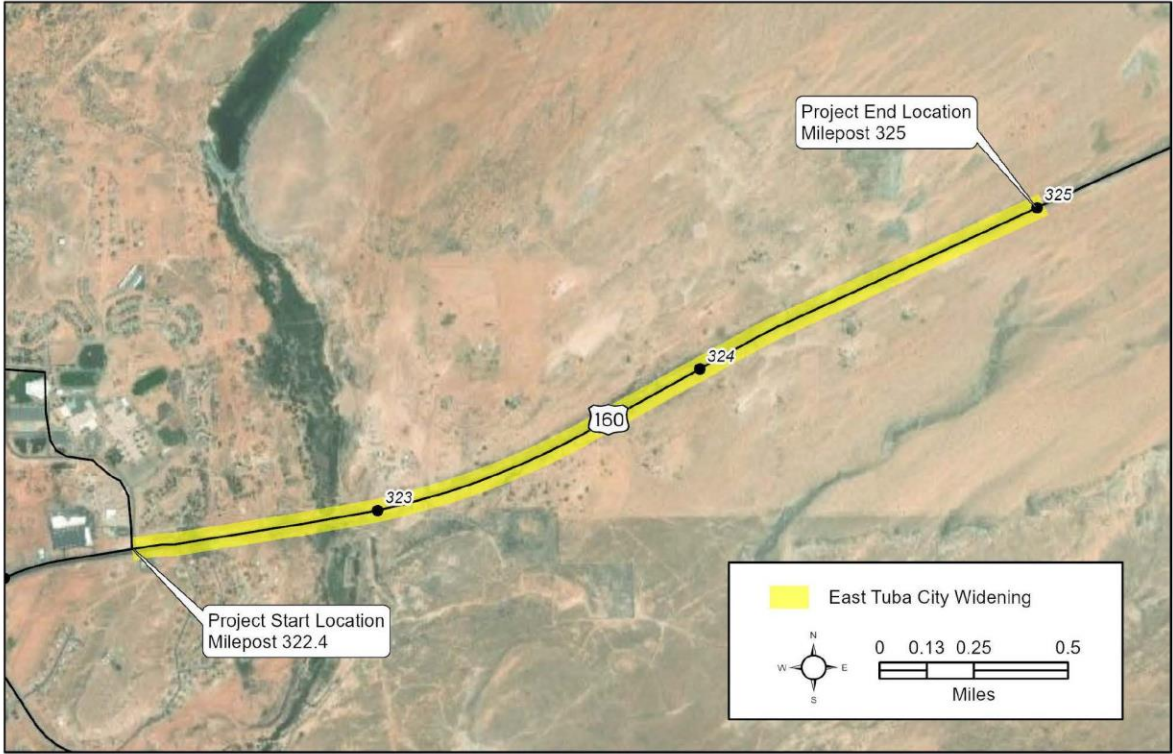 Project End Location
Milepost 325
325
324
160
323
Project Start Location
Milepost 322.4
East Tuba City Widening
N
W E
S
0 0.13 0.25 0.5
Miles